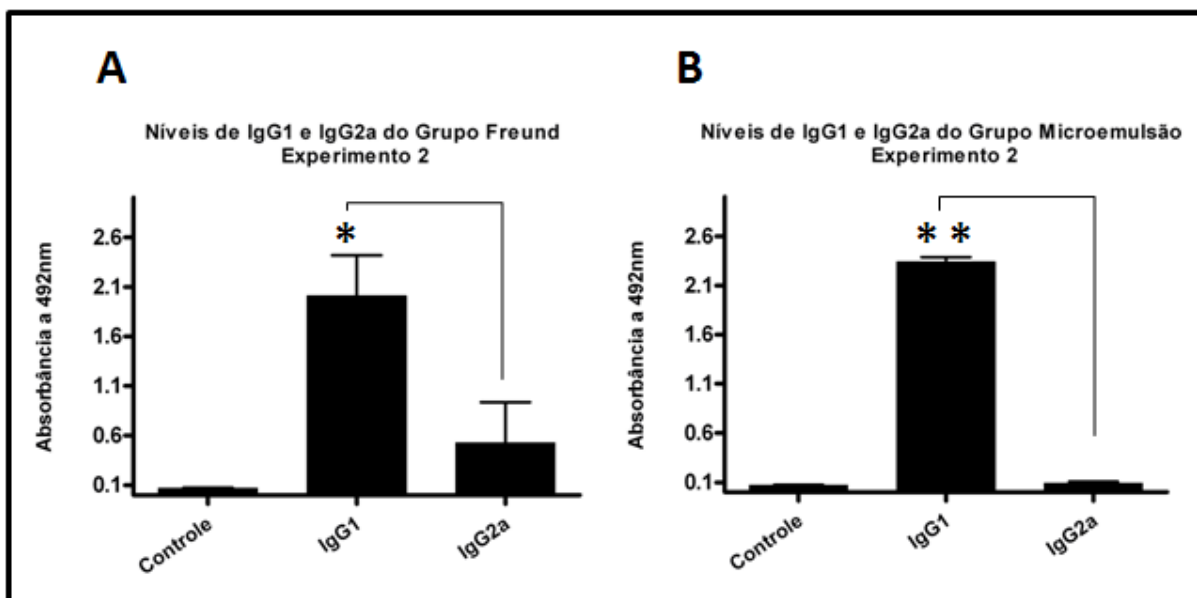 A
Níveis de IgG1 e IgG2a do Grupo Freund
Experimento 2
Absorbância a 492nm
2.6
2.1
1.6
1.1
0.6
0.1
*
Controle
IgG1
IgG2a
B
Níveis de IgG1 e IgG2a do Grupo Microemulsão
Experimento 2
Absorbância a 492nm
2.6
2.1
1.6
1.1
0.6
0.1
* *
Controle
IgG1
IgG2a